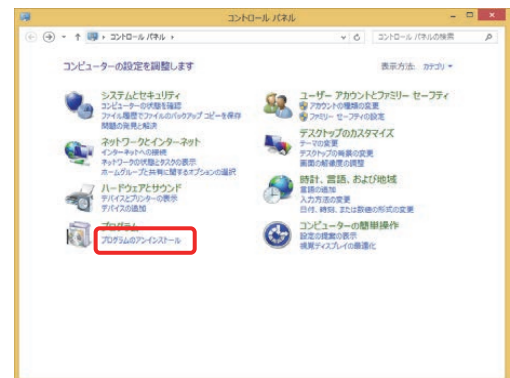 コントロール パネル
コントロール パネル
コントロール パネルの検索
コンピューターの設定を調整します
表示方法: カテゴリ
システムとセキュリティ
コンピューターの状態を確認
ファイル履歴でファイルのバックアップ コピーを保存
問題の発見と解決
ネットワークとインターネット
インターネットへの接続
ネットワークの状態とタスクの表示
ホームグループと共有に関するオプションの選択
ハードウェアとサウンド
デバイスとプリンターの表示
デバイスの追加
プログラム
プログラムのアンインストール
ユーザー アカウントとファミリー セーフティ
アカウントの種類の変更
ファミリー セーフティの設定
デスクトップのカスタマイズ
テーマの変更
デスクトップの背景の変更
画面の解像度の調整
時計、言語、および地域
言語の追加
入力方法の変更
日付、時刻、または数値の形式の変更
コンピューターの簡単操作
設定の提案の表示
視覚ディスプレイの最適化